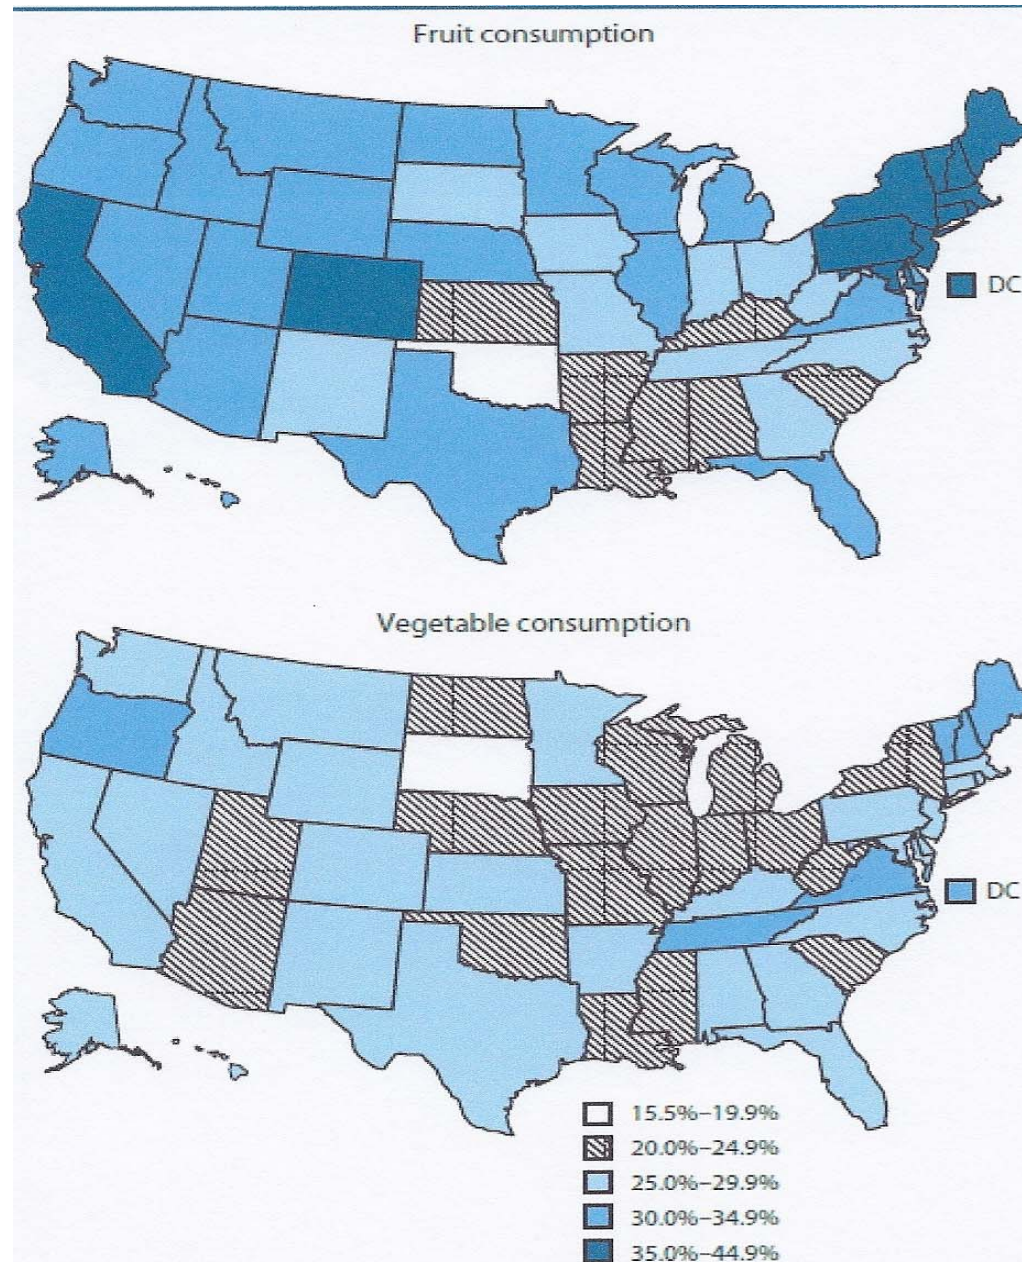 Fruit consumption
DC
Vegetable consumption
DC
15.5%–19.9%
20.0%–24.9%
25.0%–29.9%
30.0%–34.9%
35.0%–44.9%